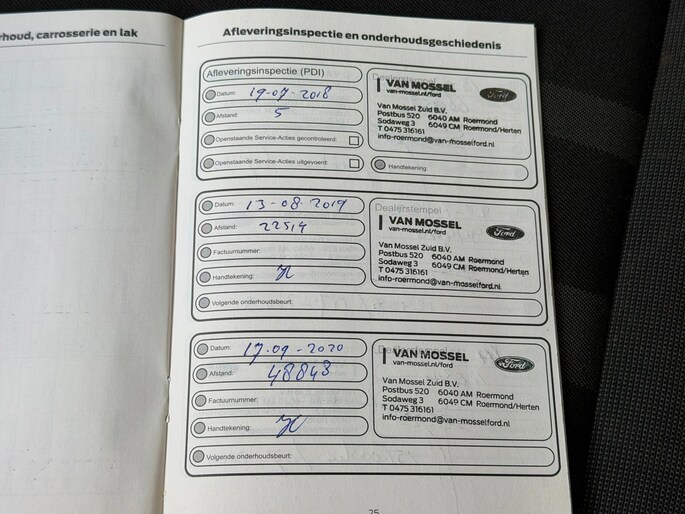 rhoud, carrosserie en lak
Afleveringsinspectie en onderhoudsgeschiedenis
Afleveringsinspectie (PDI)
Datum: 19-07-2018
Afstand: 5
Openstaande Service-Acties gecontroleerd:
Openstaande Service-Acties uitgevoerd:
Dealerstempel
VAN MOSSEL
van-mossel.nl/ford
Ford
Van Mossel Zuid B.V.
Postbus 520 6040 AM Roermond
Sodaweg 3 6049 CM Roermond/Herten
T 0475 316161
info-roermond@van-mosselford.nl
Handtekening:
Datum: 13-08-2019
Afstand: 22514
Factuurnummer:
Handtekening:
Dealerstempel
VAN MOSSEL
van-mossel.nl/ford
Ford
Van Mossel Zuid B.V.
Postbus 520 6040 AM Roermond
Sodaweg 3 6049 CM Roermond/Herten
T 0475 316161
info-roermond@van-mosselford.nl
Volgende onderhoudsbeurt:
Datum: 17-09-2020
Afstand: 48843
Factuurnummer:
Handtekening:
Dealerstempel
VAN MOSSEL
van-mossel.nl/ford
Ford
Van Mossel Zuid B.V.
Postbus 520 6040 AM Roermond
Sodaweg 3 6049 CM Roermond/Herten
T 0475 316161
info-roermond@van-mosselford.nl
Volgende onderhoudsbeurt:
25